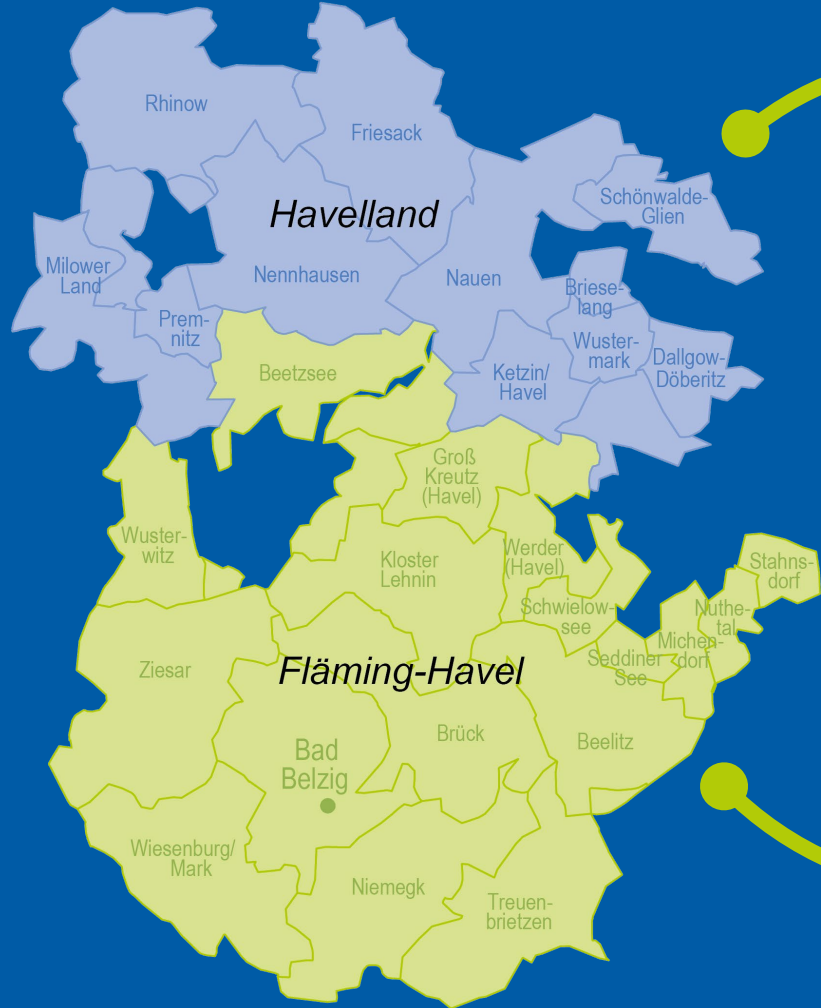 Rhinow
Friesack
Schönwalde-
Glien
Havelland
Milower
Land
Nennhausen
Nauen
Briese-
lang
Prem-
nitz
Wuster-
mark
Dallgow-
Döberitz
Beetzsee
Ketzin/
Havel
Groß
Kreutz
(Havel)
Wuster-
witz
Kloster
Lehnin
Werder
(Havel)
Stahns-
dorf
Schwielow-
see
Nuthe-
tal
Michen-
dorf
Seddiner
See
Ziesar
Fläming-Havel
Brück
Beelitz
Bad
Belzig
Wiesenburg/
Mark
Niemegk
Treuen-
brietzen